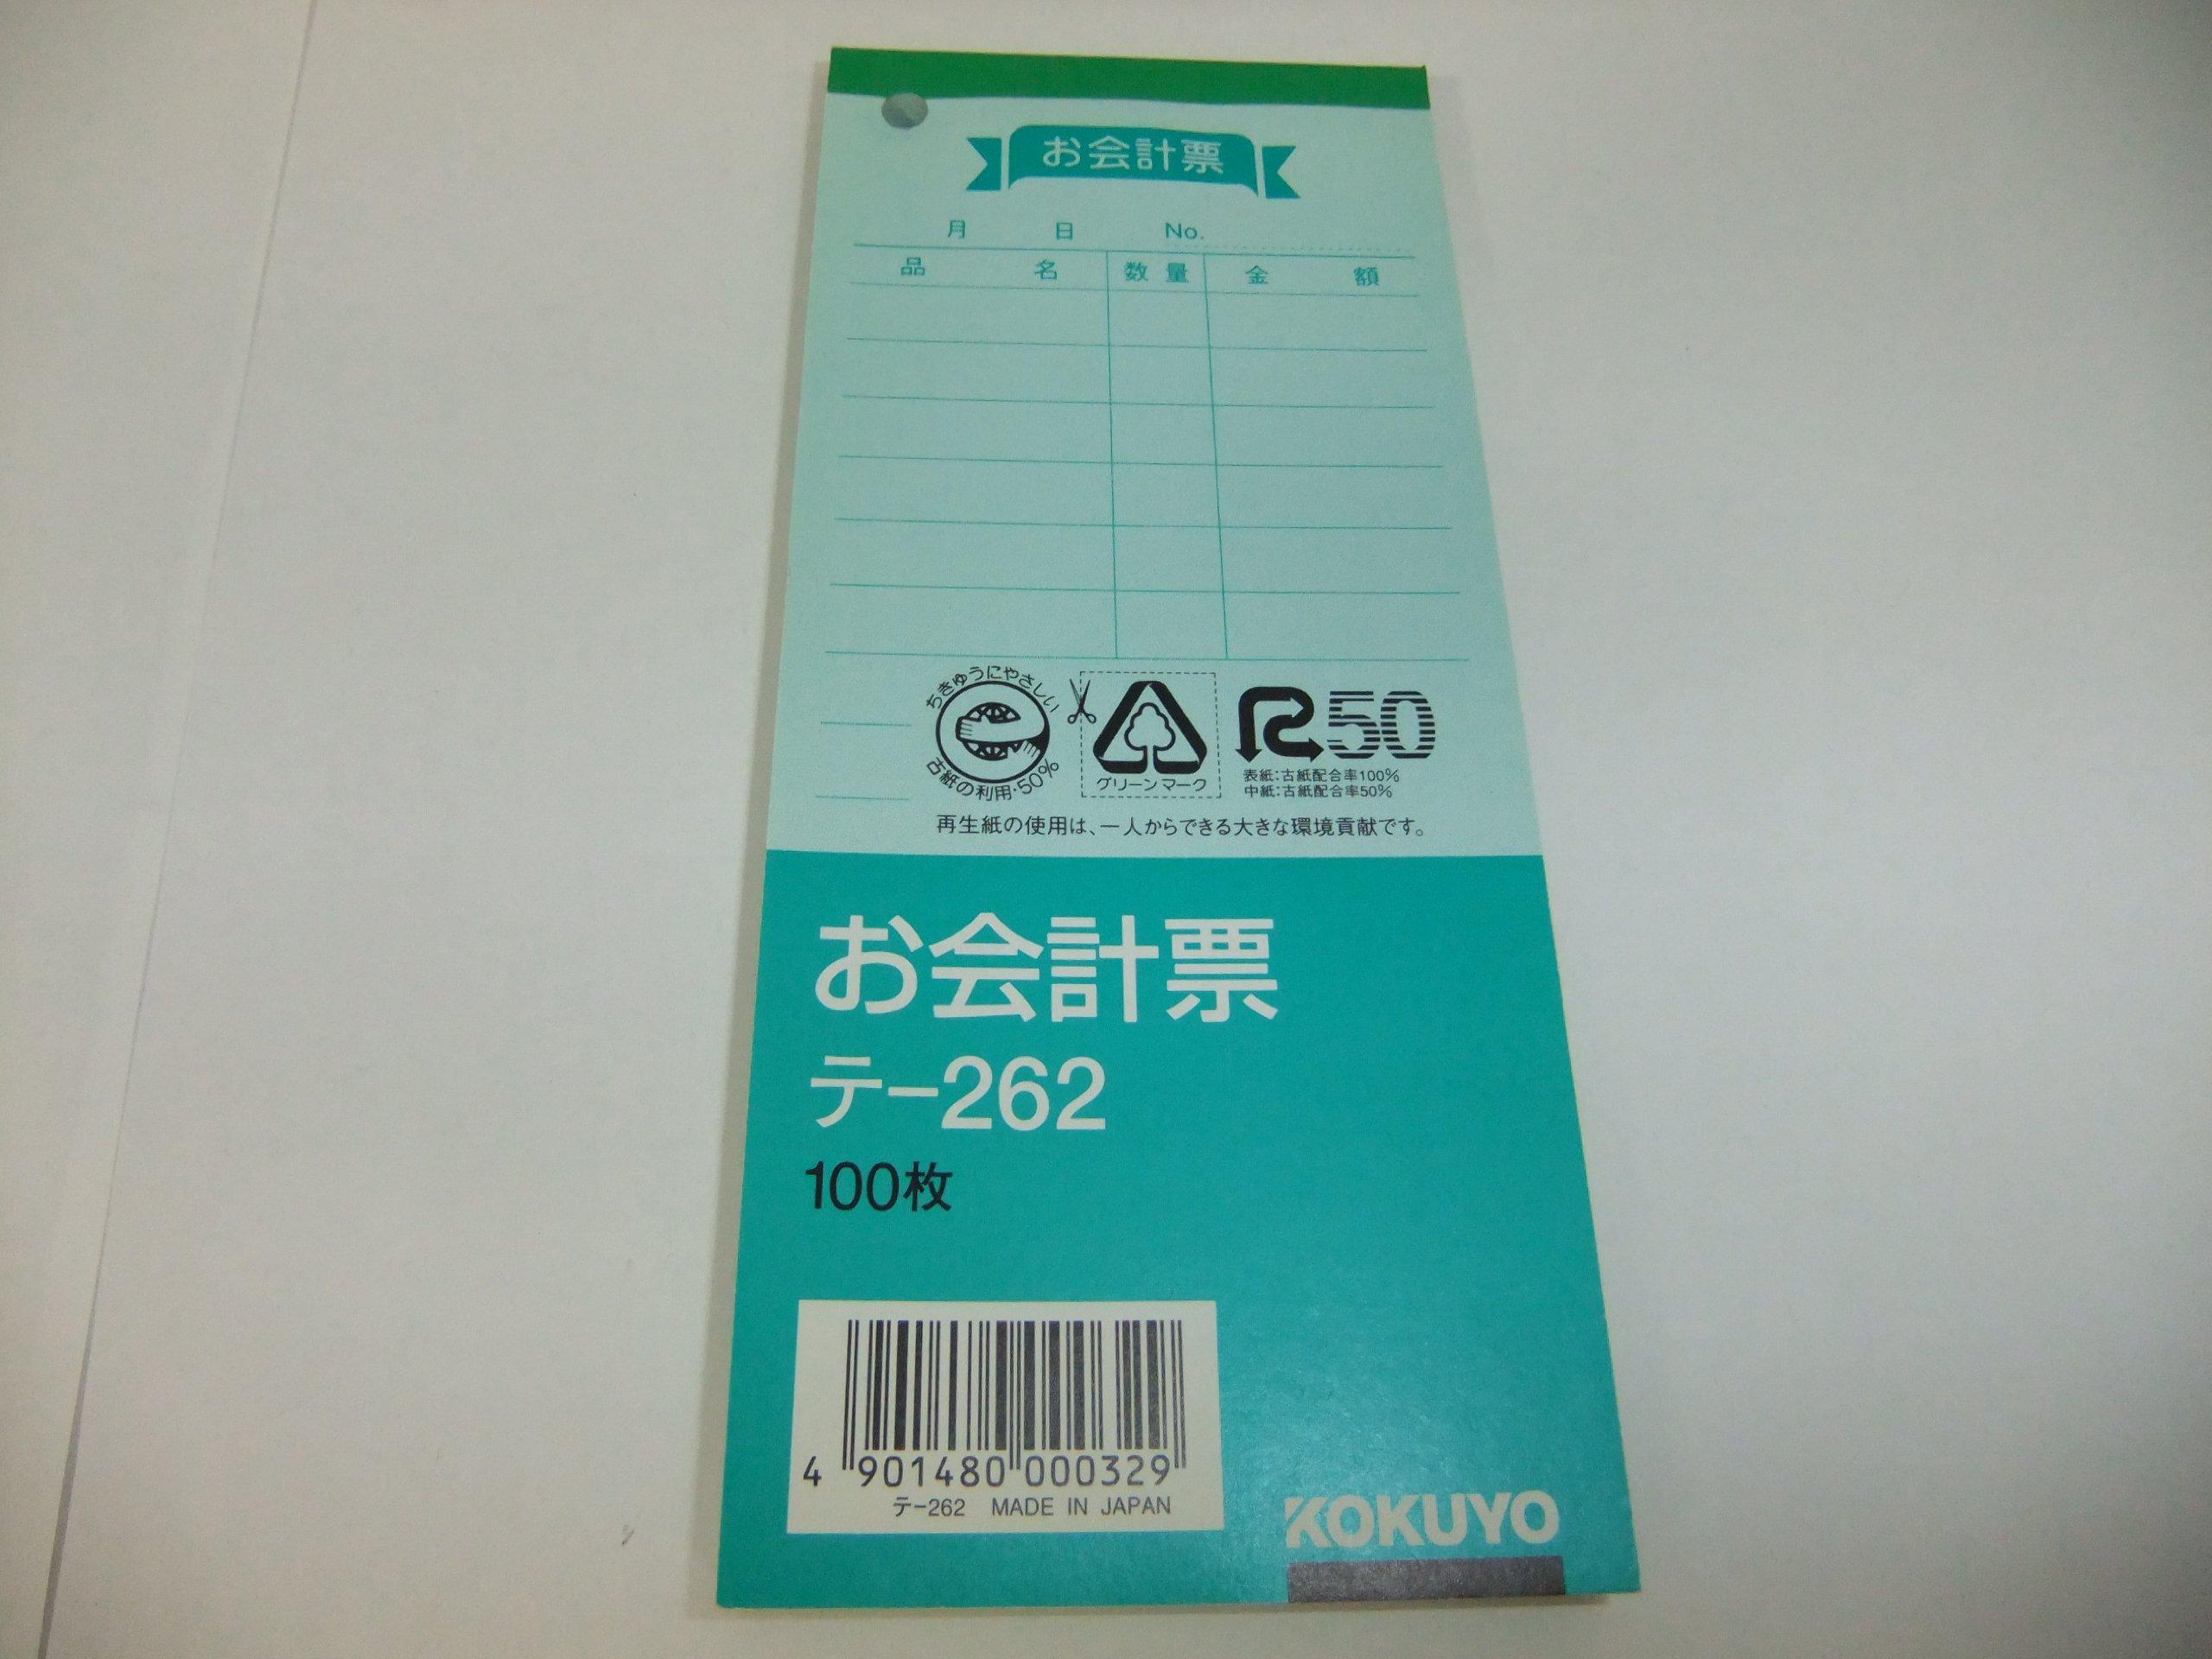 お会計票
月 日 No.
品名 数量 金額
ちきゅうにやさしい
古紙の利用・50%
グリーンマーク
R50
表紙：古紙配合率100%
中紙：古紙配合率50%
再生紙の使用は、一人からできる大きな環境貢献です。
お会計票
テ-262
100枚
4 901480 000329
テ-262 MADE IN JAPAN
KOKUYO